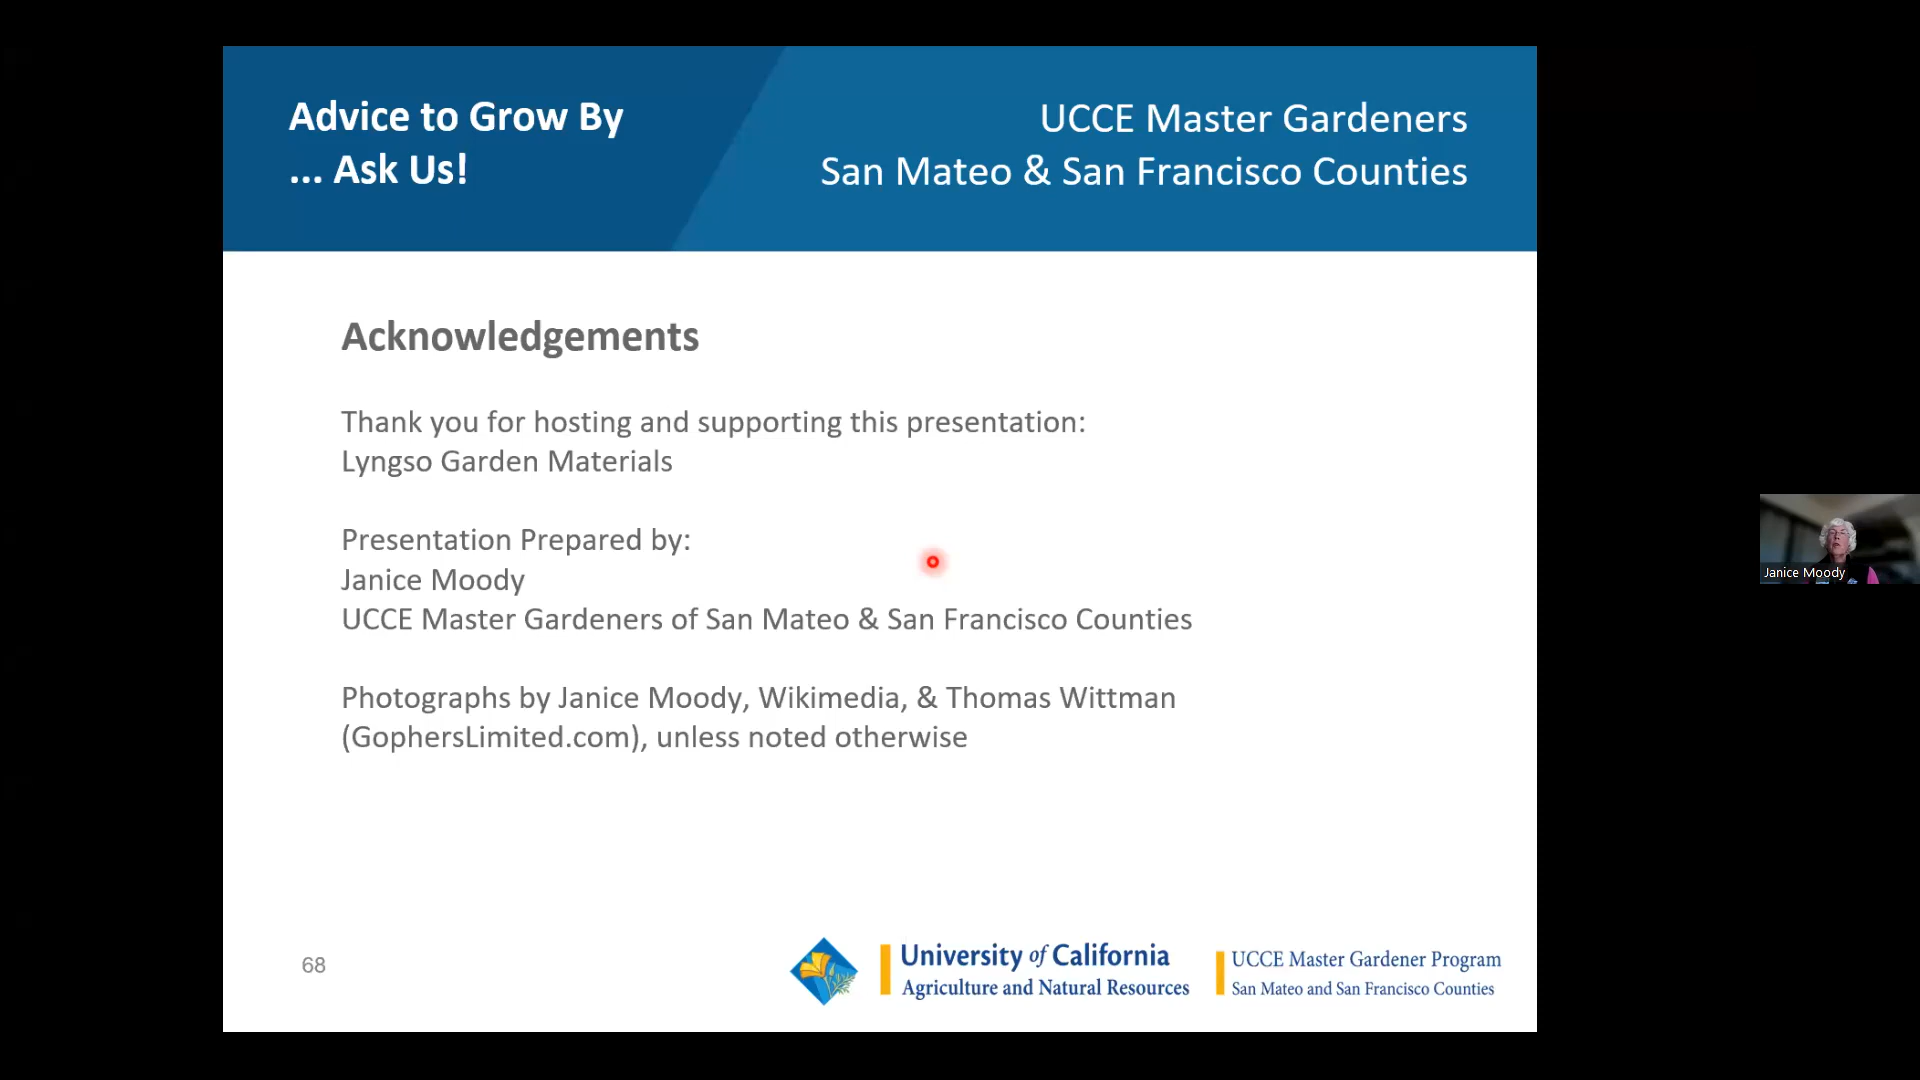 Advice to Grow By
... Ask Us!
UCCE Master Gardeners
San Mateo & San Francisco Counties
Acknowledgements
Thank you for hosting and supporting this presentation:
Lyngso Garden Materials
Presentation Prepared by:
Janice Moody
UCCE Master Gardeners of San Mateo & San Francisco Counties
Photographs by Janice Moody, Wikimedia, & Thomas Wittman
(GophersLimited.com), unless noted otherwise
Janice Moody
68
University of California
Agriculture and Natural Resources
UCCE Master Gardener Program
San Mateo and San Francisco Counties